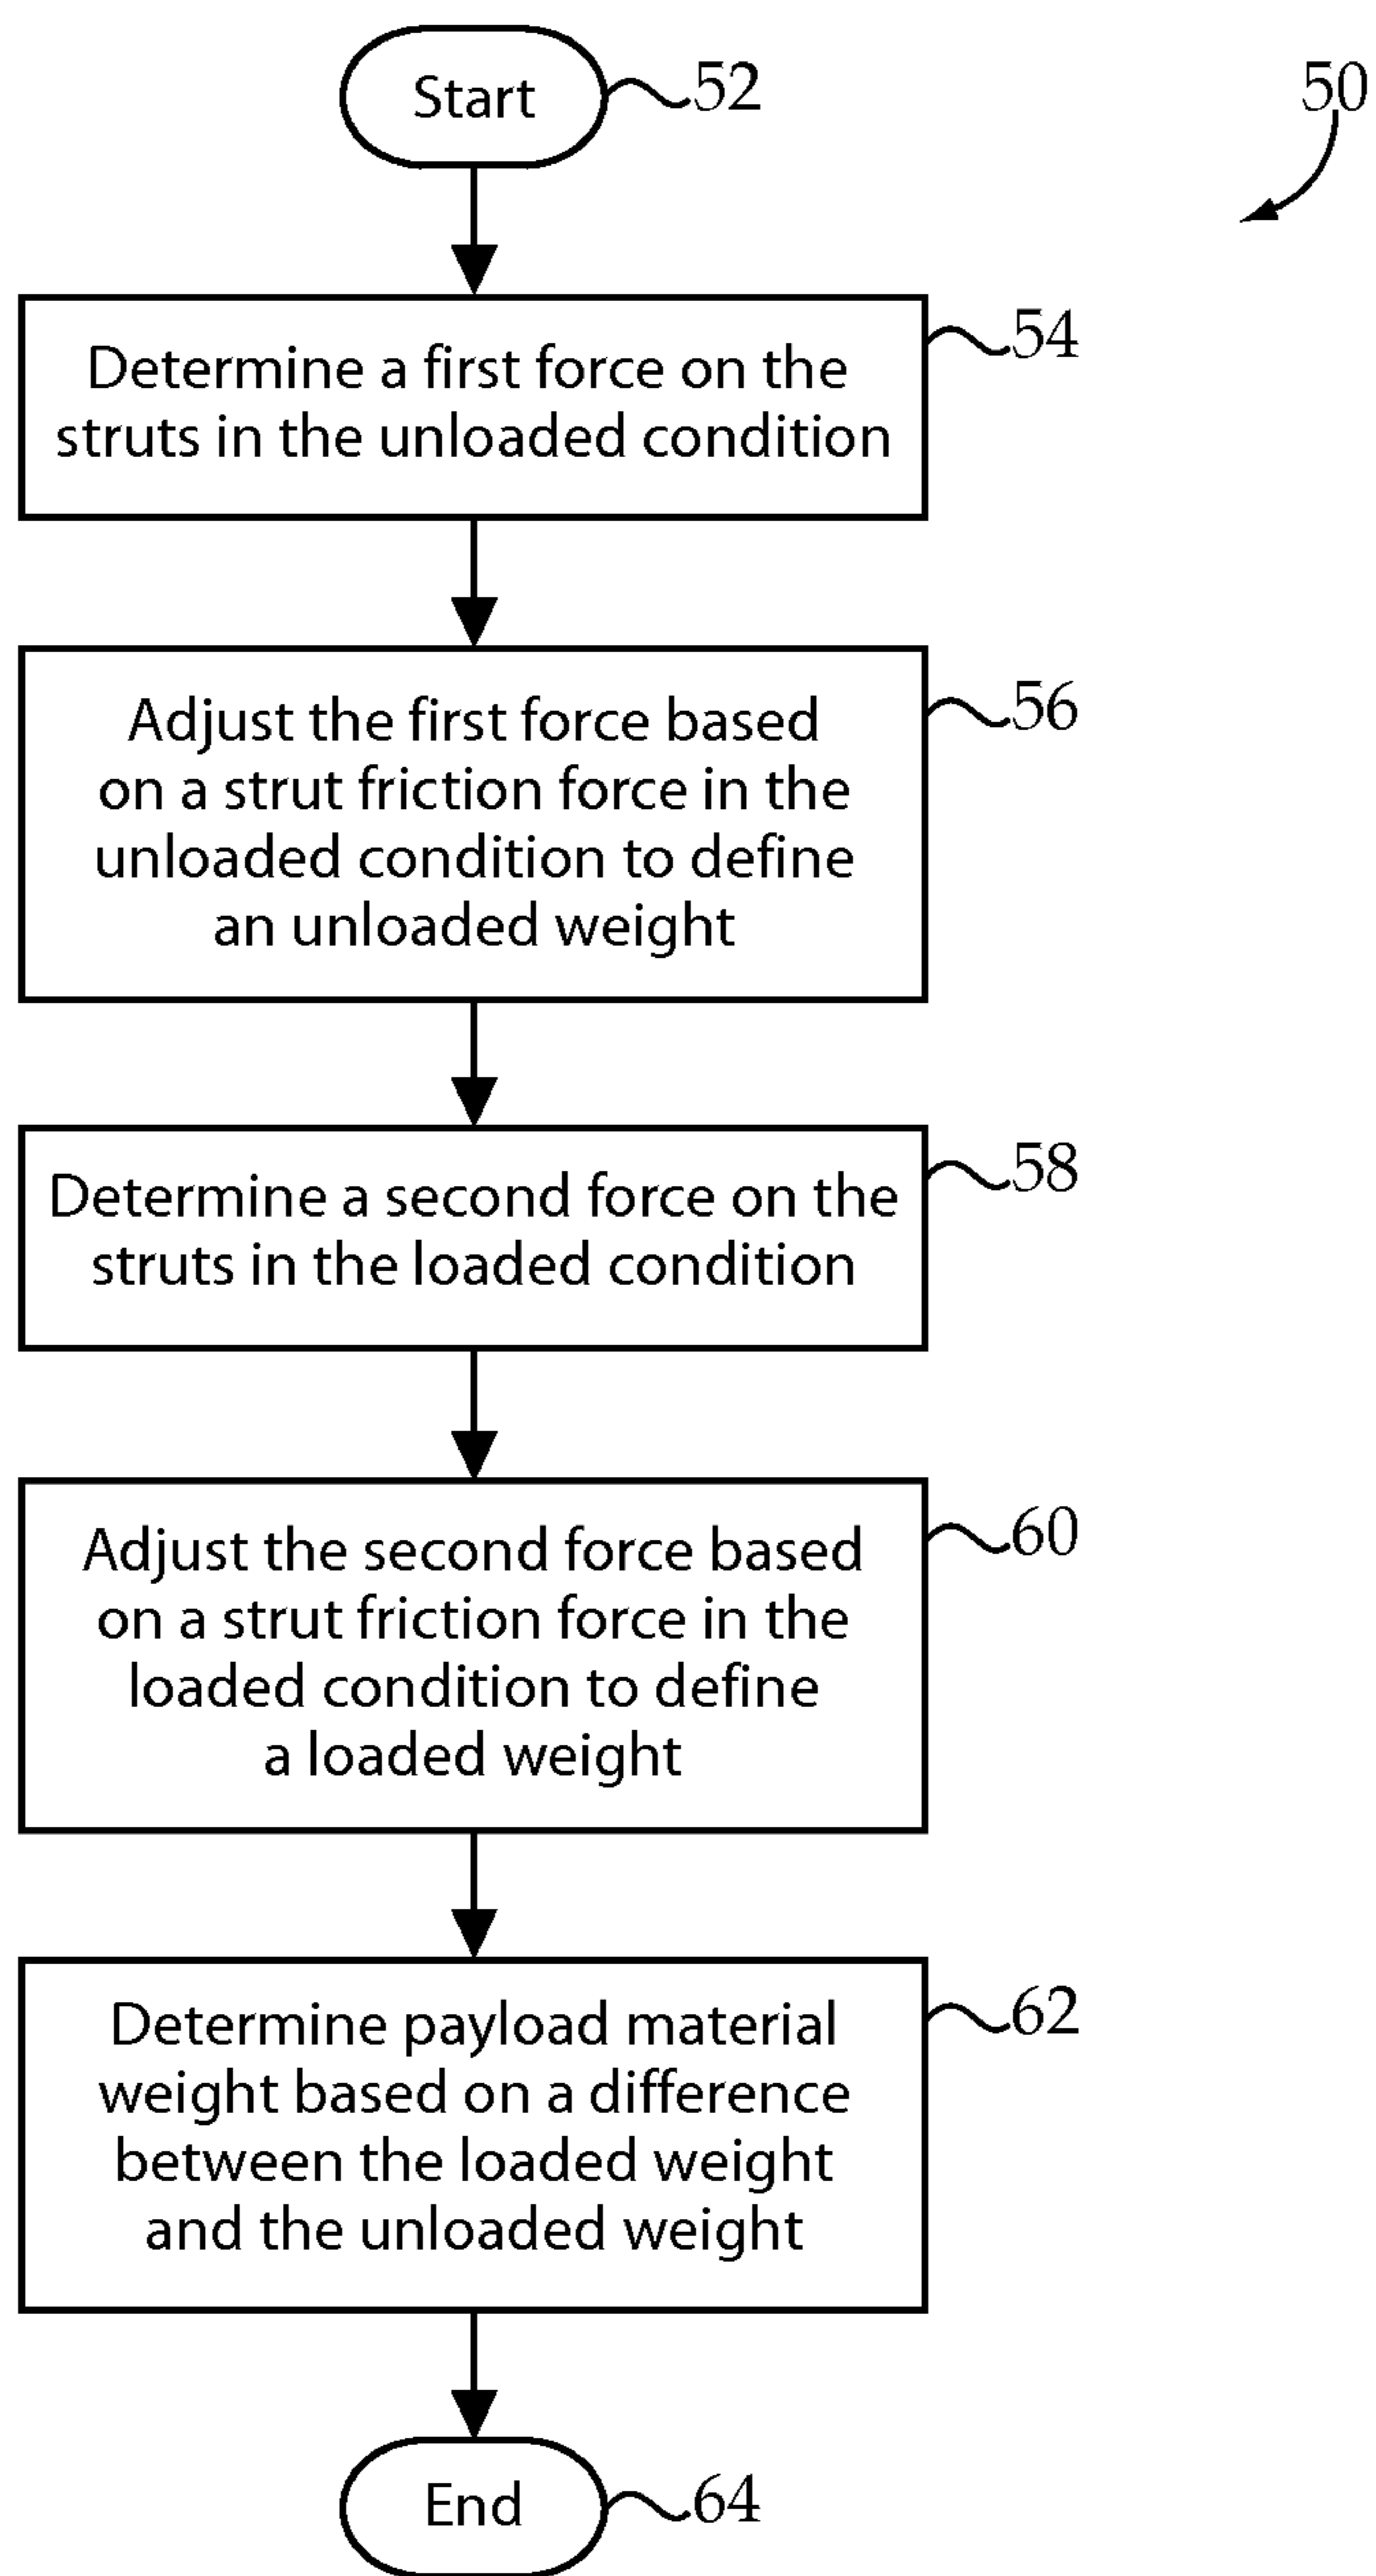 Start
52
50
Determine a first force on the
struts in the unloaded condition
54
Adjust the first force based
on a strut friction force in the
unloaded condition to define
an unloaded weight
56
Determine a second force on the
struts in the loaded condition
58
Adjust the second force based
on a strut friction force in the
loaded condition to define
a loaded weight
60
Determine payload material
weight based on a difference
between the loaded weight
and the unloaded weight
62
End
64